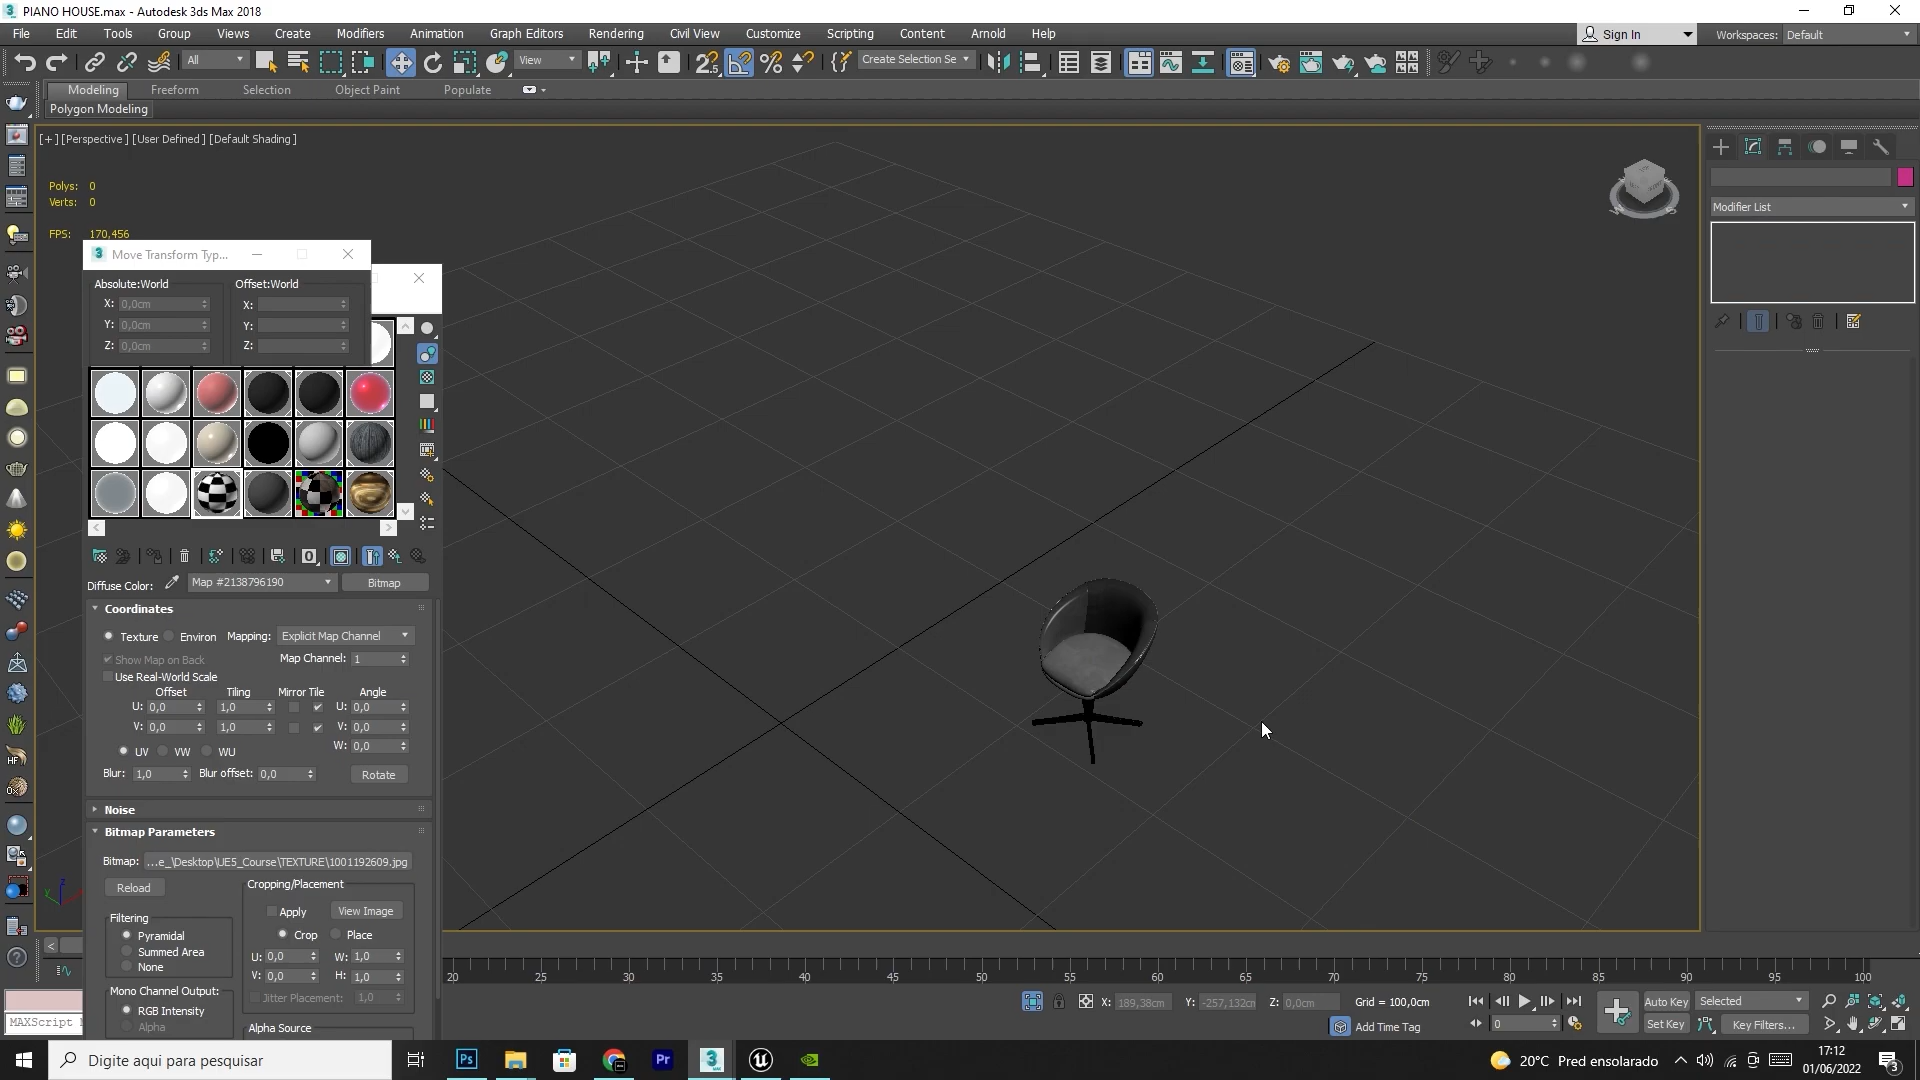 PIANO HOUSE.max - Autodesk 3ds Max 2018
File Edit Tools Group Views Create Modifiers Animation Graph Editors Rendering Civil View Customize Scripting Content Arnold Help Sign In Workspaces: Default
All View Create Selection Se
Modeling Freeform Selection Object Paint Populate
Polygon Modeling
[+] [Perspective] [User Defined] [Default Shading]
Polys: 0
Verts: 0
FPS: 170,456
Modifier List
Move Transform Typ...
Absolute:World Offset:World
X: 0,0cm X:
Y: 0,0cm Y:
Z: 0,0cm Z:
Diffuse Color: Map #2138796190 Bitmap
Coordinates
Texture Environ Mapping: Explicit Map Channel
Show Map on Back Map Channel: 1
Use Real-World Scale
Offset Tiling Mirror Tile Angle
U: 0,0 1,0 U: 0,0
V: 0,0 1,0 V: 0,0
W: 0,0
UV VW WU
Blur: 1,0 Blur offset: 0,0 Rotate
Noise
Bitmap Parameters
Bitmap: ...e_\Desktop\UE5_Course\TEXTURE\1001192609.jpg
Reload Cropping/Placement
Apply View Image
Filtering
Pyramidal Crop Place
Summed Area U: 0,0 W: 1,0
None V: 0,0 H: 1,0
Mono Channel Output: Jitter Placement: 1,0
RGB Intensity
Alpha Alpha Source
20 25 30 35 40 45 50 55 60 65 70 75 80 85 90 95 100
X: 189,38cm Y: -257,132cm Z: 0,0cm Grid = 100,0cm Auto Key Selected
MAXScript Add Time Tag 0 Set Key Key Filters...
Digite aqui para pesquisar Ps Pr 3 20°C Pred ensolarado 17:12
01/06/2022 3